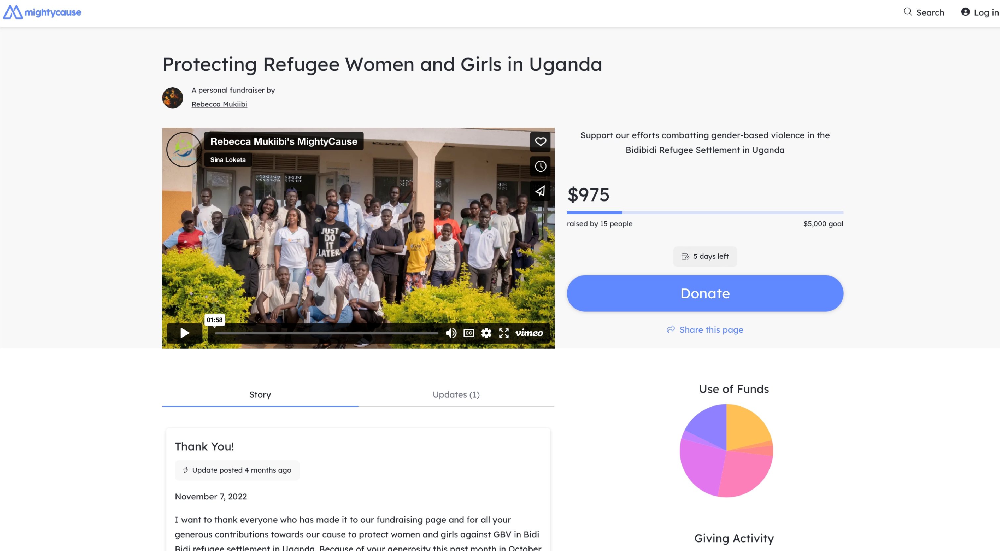 mightycause
Search
Log in
Protecting Refugee Women and Girls in Uganda
A personal fundraiser by
Rebecca Mukiibi
Rebecca Mukiibi's MightyCause
Sina Loketa
JUST
DO
IT
LATER.
01:58
CC
vimeo
Support our efforts combatting gender-based violence in the
Bidibidi Refugee Settlement in Uganda
$975
raised by 15 people
$5,000 goal
5 days left
Donate
Share this page
Story
Updates (1)
Thank You!
Update posted 4 months ago
November 7, 2022
I want to thank everyone who has made it to our fundraising page and for all your
generous contributions towards our cause to protect women and girls against GBV in Bidi
Bidi refugee settlement in Uganda. Because of your generosity this past month in October
Use of Funds
Giving Activity